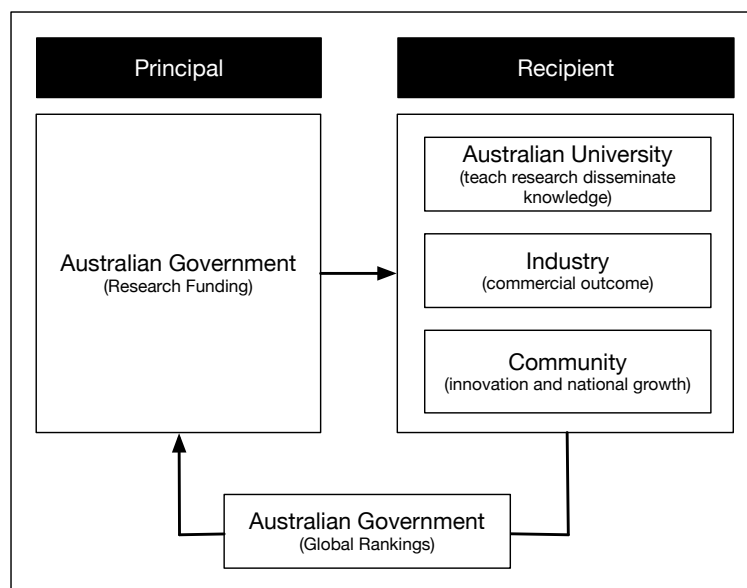 Principal
Recipient
Australian Government
(Research Funding)
Australian University
(teach research disseminate
knowledge)
Industry
(commercial outcome)
Community
(innovation and national growth)
Australian Government
(Global Rankings)